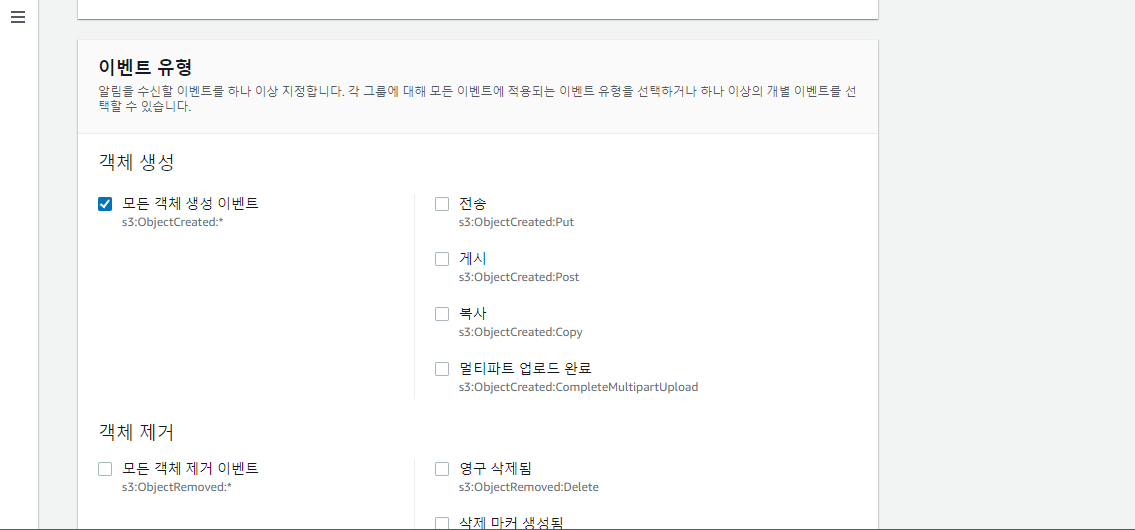 이벤트 유형
알림을 수신할 이벤트를 하나 이상 지정합니다. 각 그룹에 대해 모든 이벤트에 적용되는 이벤트 유형을 선택하거나 하나 이상의 개별 이벤트를 선
택할 수 있습니다.
객체 생성
모든 객체 생성 이벤트
s3:ObjectCreated:*
전송
s3:ObjectCreated:Put
게시
s3:ObjectCreated:Post
복사
s3:ObjectCreated:Copy
멀티파트 업로드 완료
s3:ObjectCreated:CompleteMultipartUpload
객체 제거
모든 객체 제거 이벤트
s3:ObjectRemoved:*
영구 삭제됨
s3:ObjectRemoved:Delete
삭제 마커 생성됨